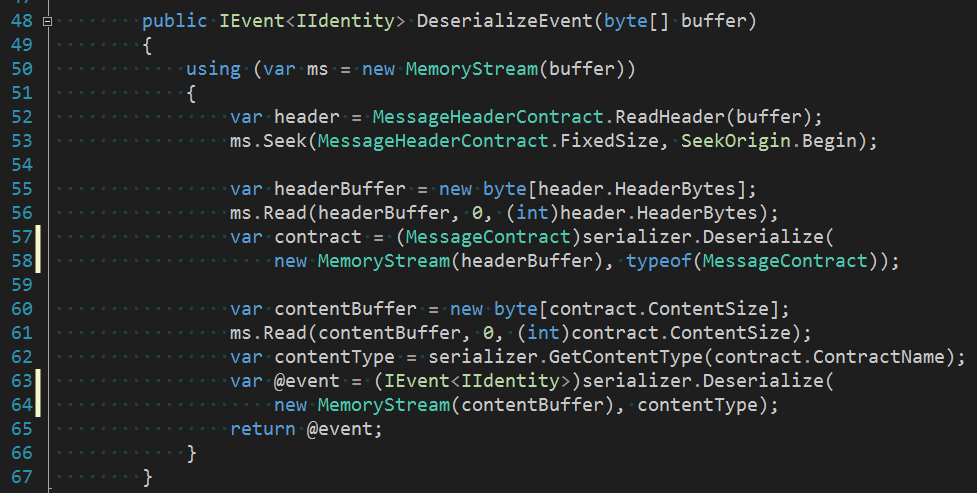 48 public IEvent<IIdentity> DeserializeEvent(byte[] buffer)
49 {
50 using (var ms = new MemoryStream(buffer))
51 {
52 var header = MessageHeaderContract.ReadHeader(buffer);
53 ms.Seek(MessageHeaderContract.FixedSize, SeekOrigin.Begin);
54
55 var headerBuffer = new byte[header.HeaderBytes];
56 ms.Read(headerBuffer, 0, (int)header.HeaderBytes);
57 var contract = (MessageContract)serializer.Deserialize(
58 new MemoryStream(headerBuffer), typeof(MessageContract));
59
60 var contentBuffer = new byte[contract.ContentSize];
61 ms.Read(contentBuffer, 0, (int)contract.ContentSize);
62 var contentType = serializer.GetContentType(contract.ContractName);
63 var @event = (IEvent<IIdentity>)serializer.Deserialize(
64 new MemoryStream(contentBuffer), contentType);
65 return @event;
66 }
67 }